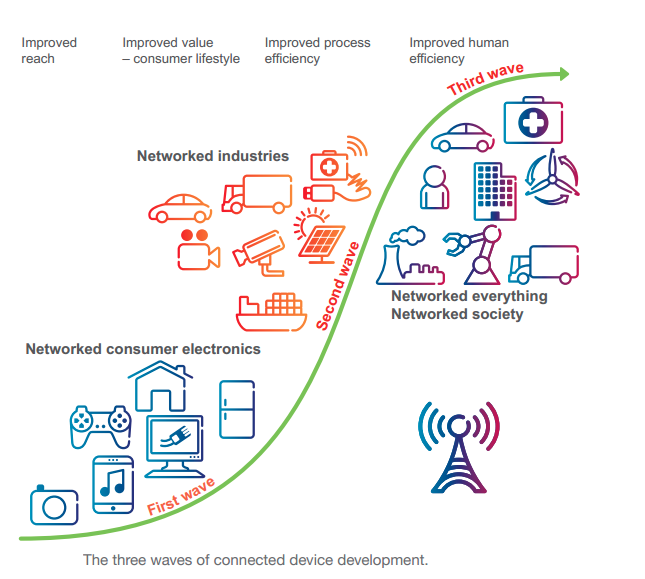 Improved
reach
Improved value
– consumer lifestyle
Improved process
efficiency
Improved human
efficiency
Third wave
Networked industries
Second wave
Networked everything
Networked society
Networked consumer electronics
First wave
The three waves of connected device development.